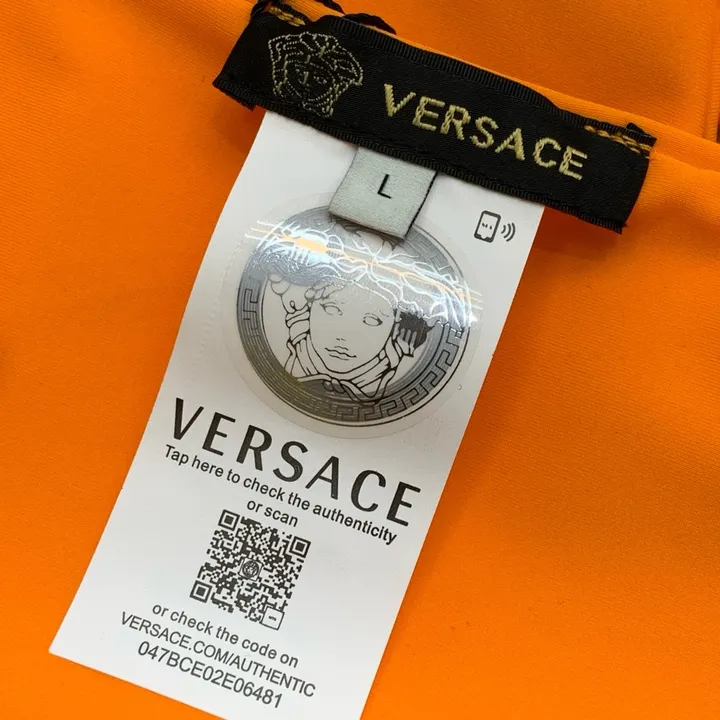 VERSACE
L
VERSACE
Tap here to check the authenticity
or scan
or check the code on
VERSACE.COM/AUTHENTIC
047BCE02E06481